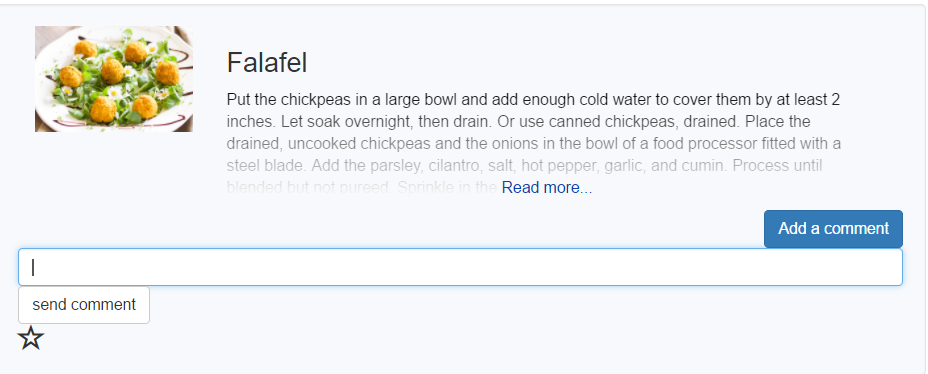 Falafel
Put the chickpeas in a large bowl and add enough cold water to cover them by at least 2
inches. Let soak overnight, then drain. Or use canned chickpeas, drained. Place the
drained, uncooked chickpeas and the onions in the bowl of a food processor fitted with a
steel blade. Add the parsley, cilantro, salt, hot pepper, garlic, and cumin. Process until
blended but not pureed. Sprinkle in the Read more...
Add a comment
send comment